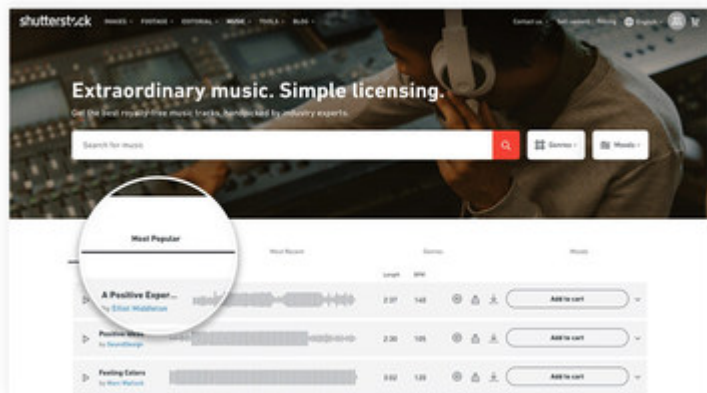 shutterstock IMAGES FOOTAGE EDITORIAL MUSIC TOOLS BLOG Contact us Sell content Pricing English
Extraordinary music. Simple licensing.
Get the best royalty-free music tracks, handpicked by industry experts.
Search for music Genres Moods
Most Popular Most Recent Genres Moods
Length BPM
A Positive Exper... 2:37 140 Add to cart
by Elliot Middleton
Positive 2:30 105 Add to cart
by SoundDesign
Feeling Colors 3:02 120 Add to cart
by Marc Walloch